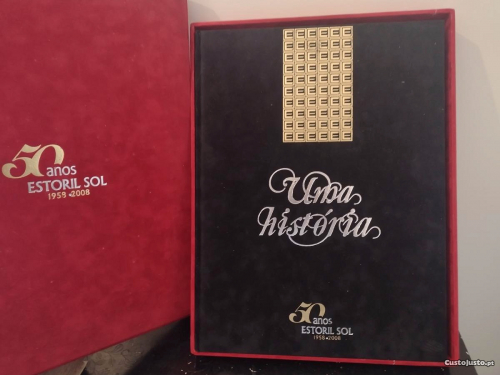 50 anos
ESTORIL SOL
1958•2008
Uma
história
50 anos
ESTORIL SOL
1958•2008
CustoJusto.pt